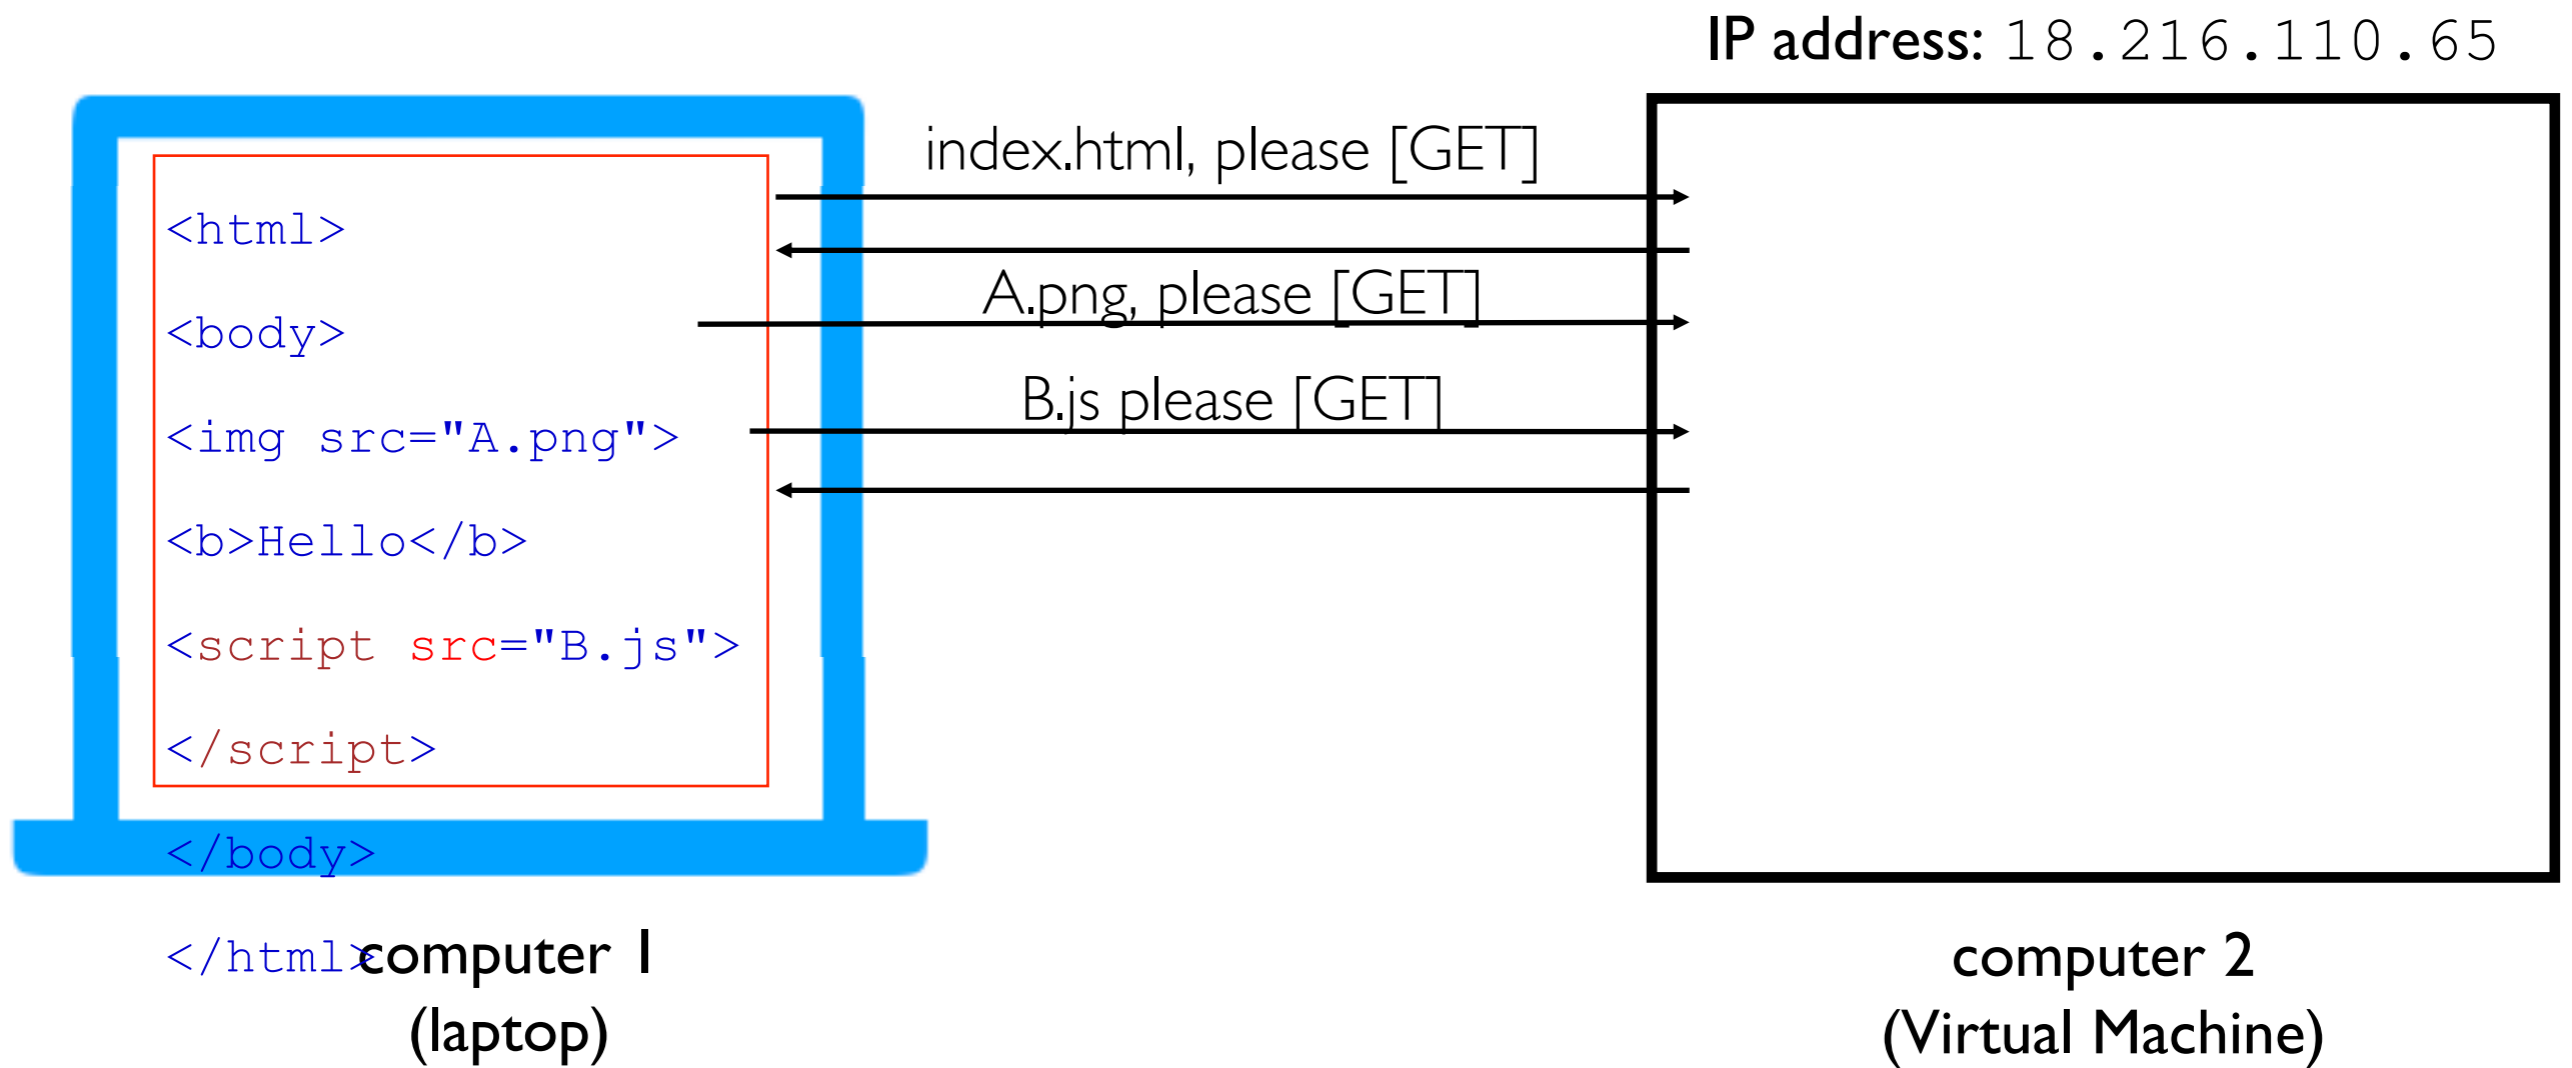 IP address: 18.216.110.65
index.html, please [GET]
<html>
A.png, please [GET]
<body>
B.js please [GET]
<img src="A.png">
<b>Hello</b>
<script src="B.js">
</script>
</body>
</html>
computer 1
(laptop)
computer 2
(Virtual Machine)